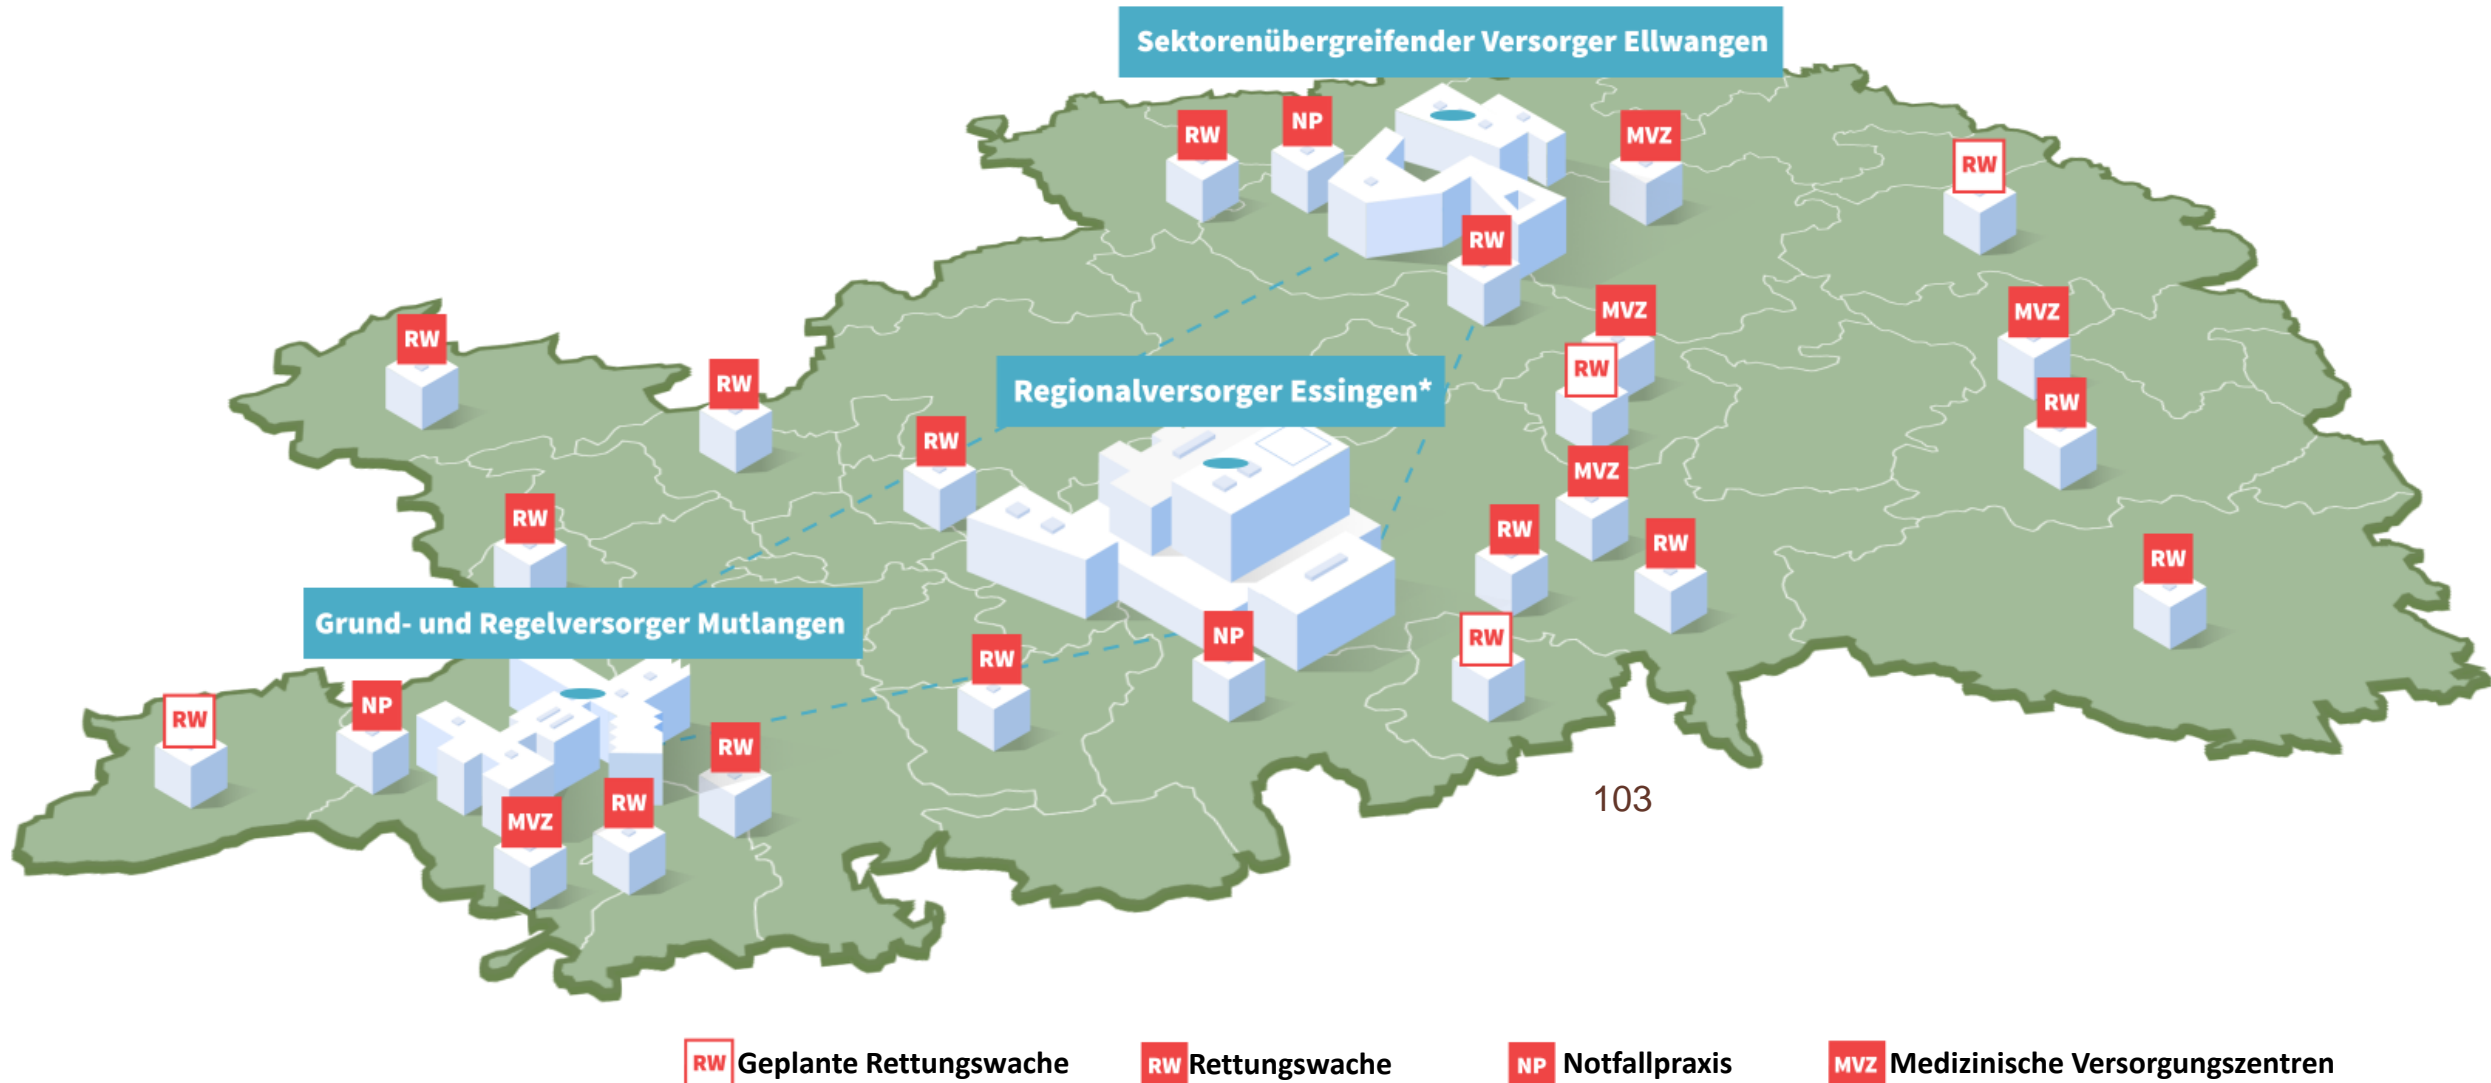 Sektorenübergreifender Versorger Ellwangen
NP
RW
MVZ
RW
RW
MVZ
MVZ
RW
RW
RW
Regionalversorger Essingen*
RW
RW
MVZ
RW
RW
RW
RW
Grund- und Regelversorger Mutlangen
NP
RW
RW
RW
NP
RW
RW
MVZ
103
RW Geplante Rettungswache
RW Rettungswache
NP Notfallpraxis
MVZ Medizinische Versorgungszentren